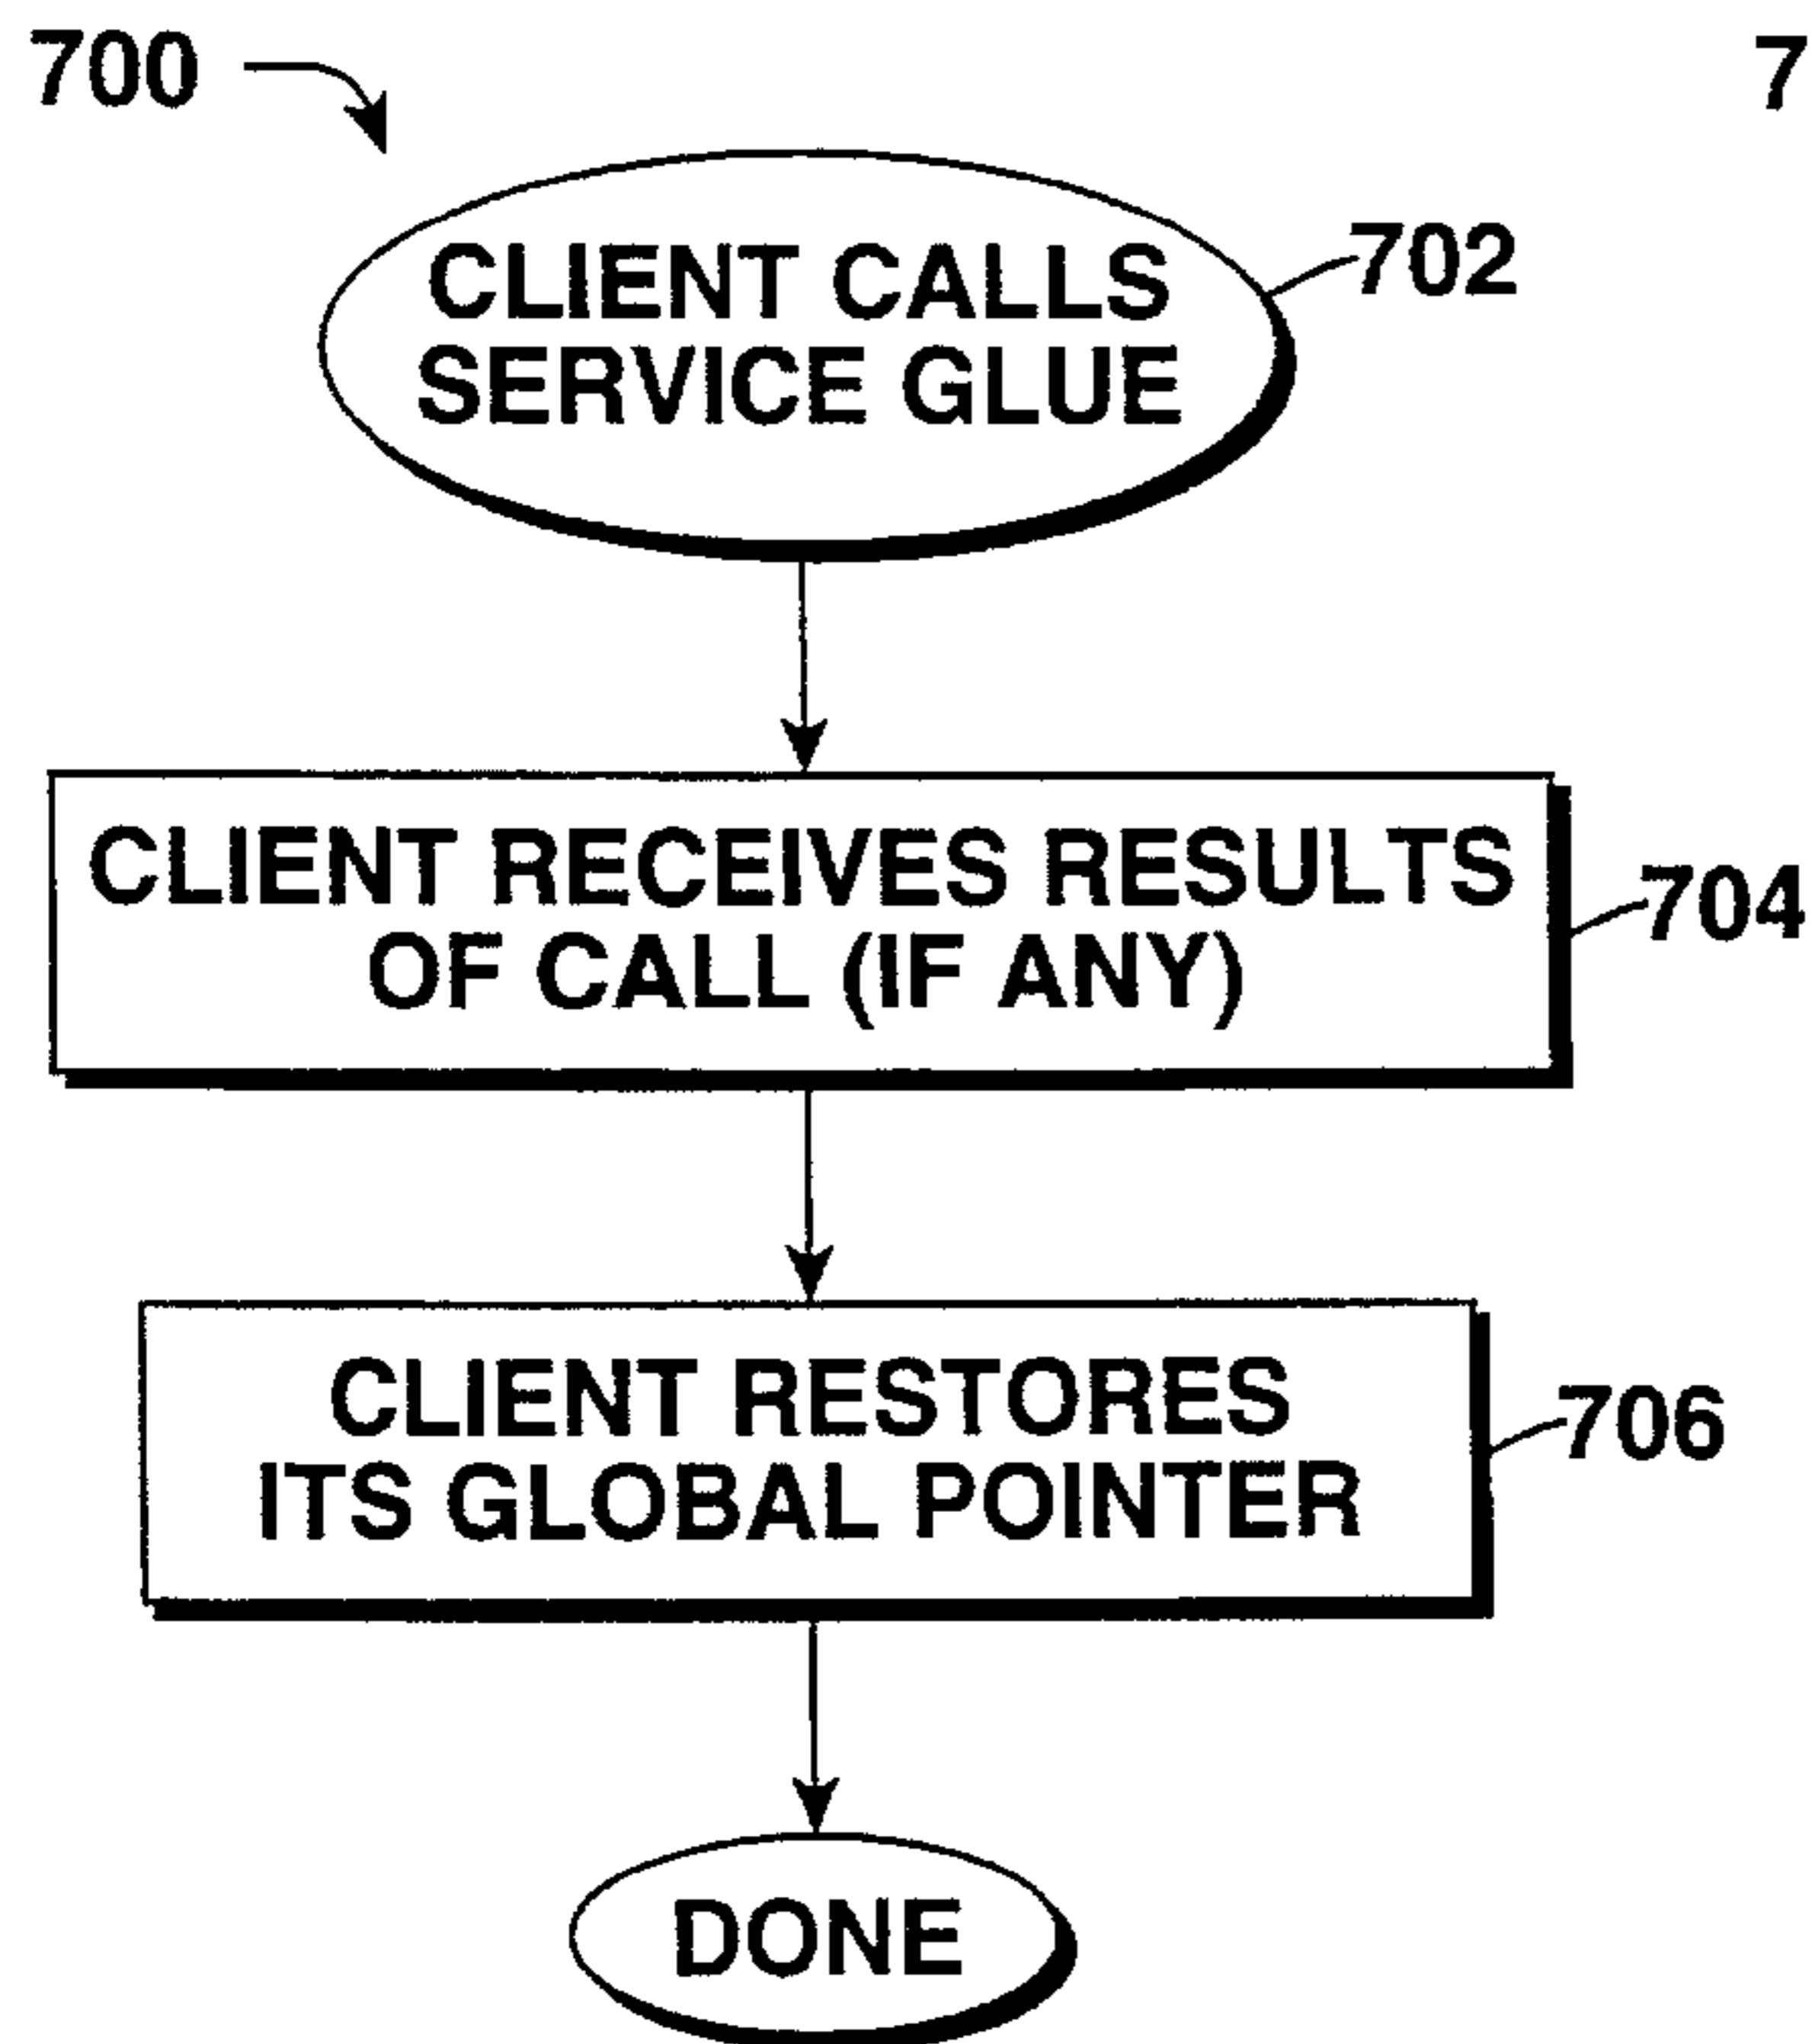 700
7
CLIENT CALLS
SERVICE GLUE
702
CLIENT RECEIVES RESULTS
OF CALL (IF ANY)
704
CLIENT RESTORES
ITS GLOBAL POINTER
706
DONE